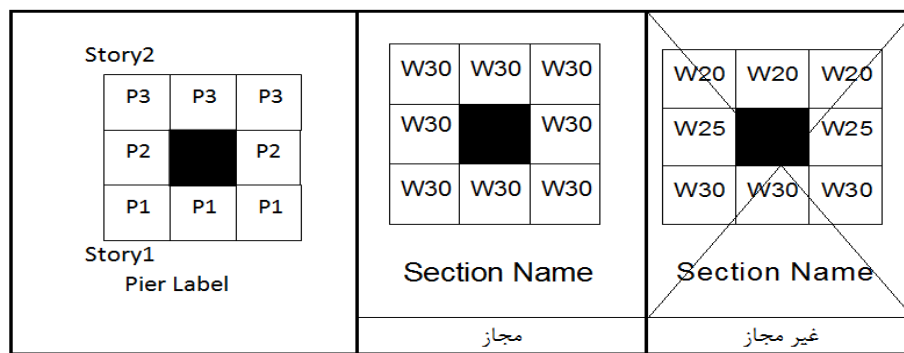 Story2
P3 P3 P3
P2 P2
P1 P1 P1
Story1
Pier Label
W30 W30 W30
W30 W30
W30 W30 W30
Section Name
مجاز
W20 W20 W20
W25 W25
W30 W30 W30
Section Name
غیر مجاز